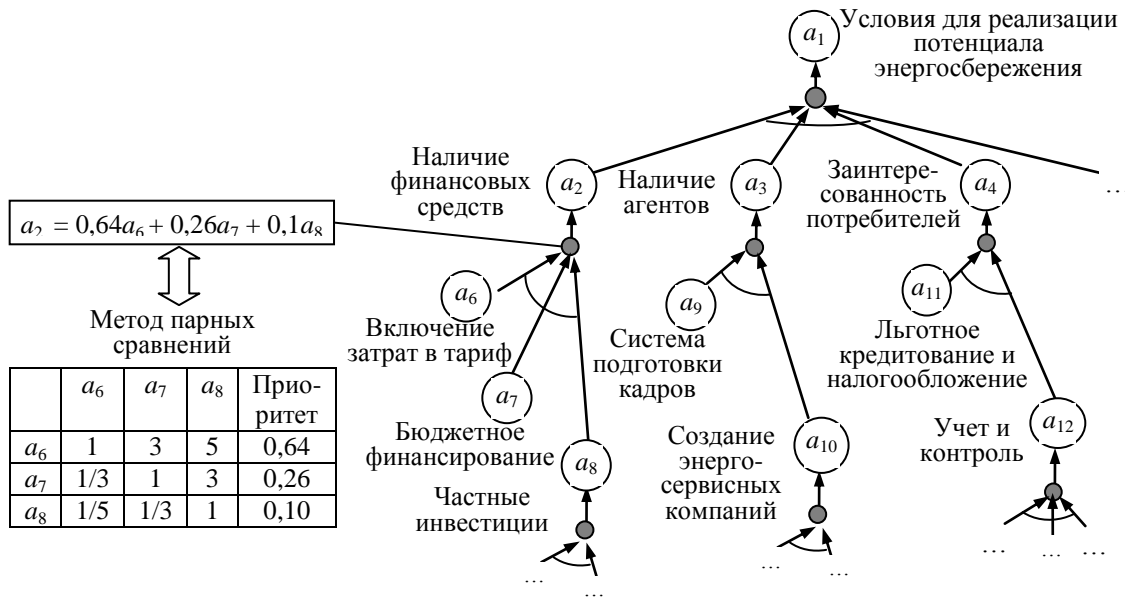 a1
Условия для реализации
потенциала
энергосбережения
Наличие
финансовых
средств
a2
Наличие
агентов
a3
Заинтере-
сованность
потребителей
a4
...
a2 = 0,64a6 + 0,26a7 + 0,1a8
Метод парных
сравнений
a6 a7 a8 Прио-
ритет
a6 1 3 5 0,64
a7 1/3 1 3 0,26
a8 1/5 1/3 1 0,10
a6
Включение
затрат в тариф
a7
Бюджетное
финансирование
a8
Частные
инвестиции
...
...
a9
Система
подготовки
кадров
a10
Создание
энерго-
сервисных
компаний
...
...
a11
Льготное
кредитование и
налогообложение
a12
Учет и
контроль
... ... ...